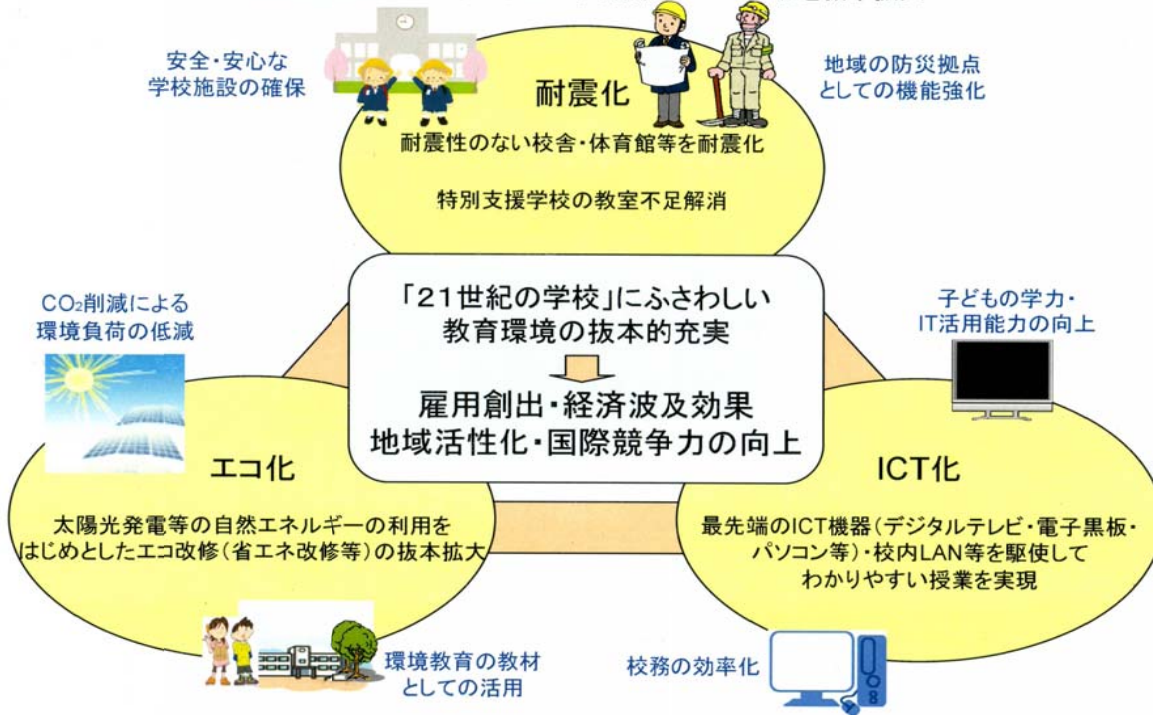 安全・安心な
学校施設の確保
地域の防災拠点
としての機能強化
耐震化
耐震性のない校舎・体育館等を耐震化
特別支援学校の教室不足解消
「21世紀の学校」にふさわしい
教育環境の抜本的充実
雇用創出・経済波及効果
地域活性化・国際競争力の向上
CO₂削減による
環境負荷の低減
エコ化
太陽光発電等の自然エネルギーの利用を
はじめとしたエコ改修(省エネ改修等)の抜本拡大
環境教育の教材
としての活用
子どもの学力・
IT活用能力の向上
ICT化
最先端のICT機器(デジタルテレビ・電子黒板・
パソコン等)・校内LAN等を駆使して
わかりやすい授業を実現
校務の効率化